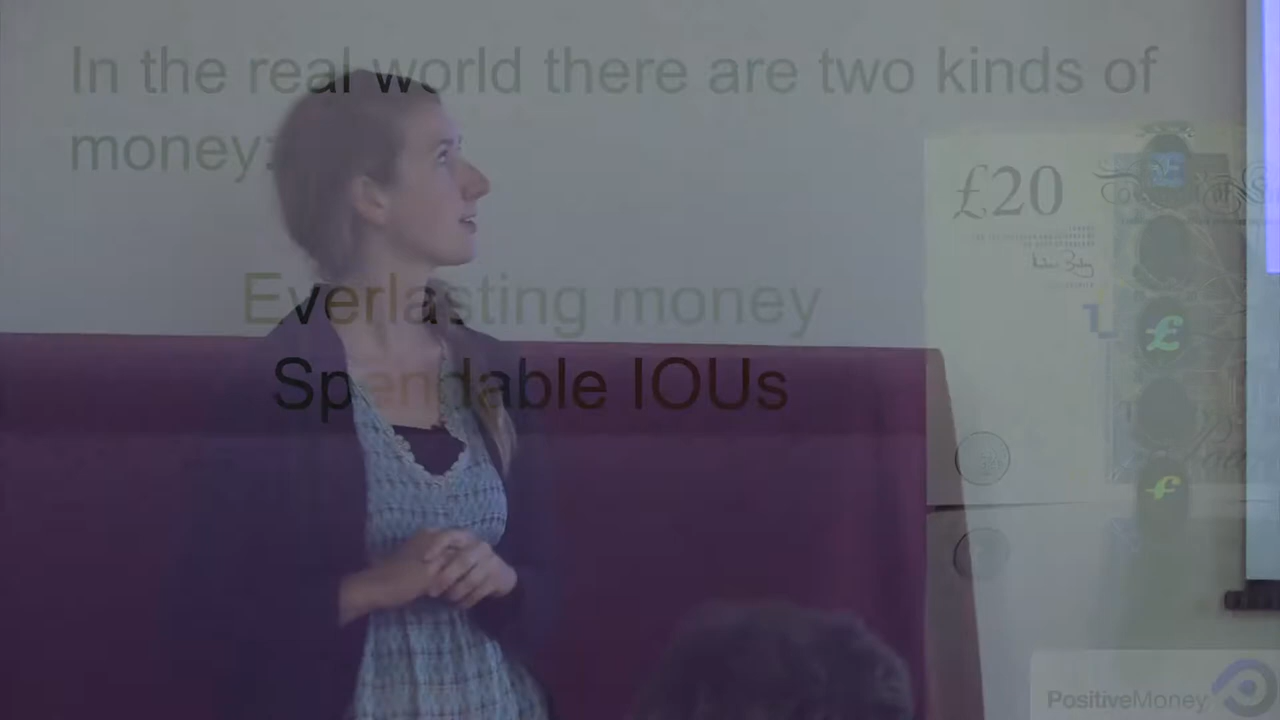 In the real world there are two kinds of
money:
£20
Everlasting money
Spendable IOUs
£
£
PositiveMoney